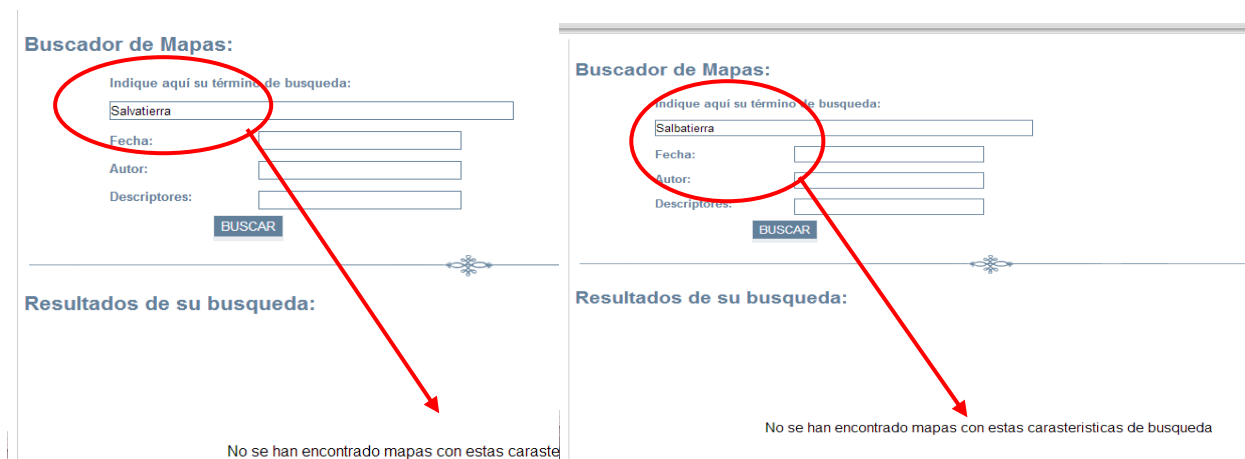 Buscador de Mapas:
Indique aquí su término de busqueda:
Salvatierra
Fecha:
Autor:
Descriptores:
BUSCAR
Resultados de su busqueda:
No se han encontrado mapas con estas caraste
Buscador de Mapas:
Indique aquí su término de busqueda:
Salbatierra
Fecha:
Autor:
Descriptores:
BUSCAR
Resultados de su busqueda:
No se han encontrado mapas con estas carasteristicas de busqueda